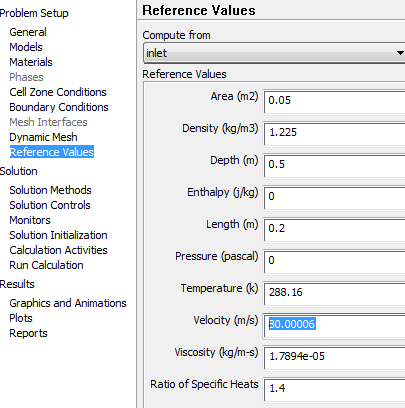 Problem Setup
General
Models
Materials
Phases
Cell Zone Conditions
Boundary Conditions
Mesh Interfaces
Dynamic Mesh
Reference Values
Solution
Solution Methods
Solution Controls
Monitors
Solution Initialization
Calculation Activities
Run Calculation
Results
Graphics and Animations
Plots
Reports
Reference Values
Compute from
inlet
Reference Values
Area (m2) 0.05
Density (kg/m3) 1.225
Depth (m) 0.5
Enthalpy (j/kg) 0
Length (m) 0.2
Pressure (pascal) 0
Temperature (k) 288.16
Velocity (m/s) 30.00006
Viscosity (kg/m-s) 1.7894e-05
Ratio of Specific Heats 1.4